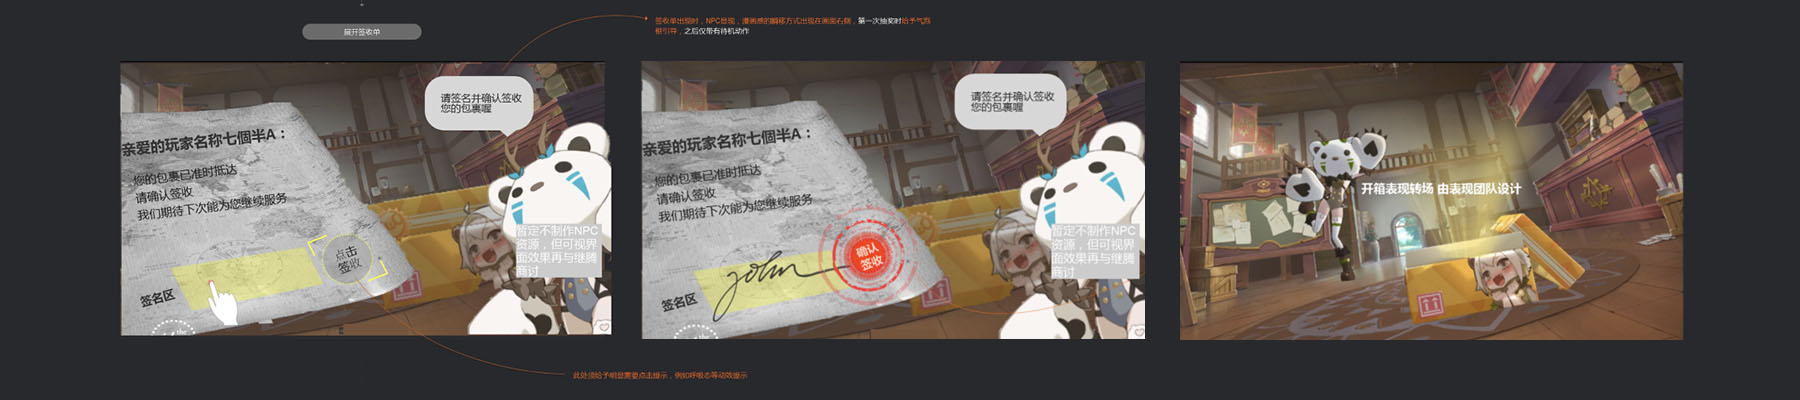 展开签收单
签收单出现时，NPC显现，漫画感的瞬移方式出现在画面右侧，第一次抽奖时给予气泡
框引导，之后仅带有待机动作
请签名并确认签收
您的包裹喔
亲爱的玩家名称七個半A：
您的包裹已准时抵达
请确认签收
我们期待下次能为您继续服务
点击
签收
签名区
暂定不制作NPC
资源，但可视界
面效果再与继腾
商讨
请签名并确认签收
您的包裹喔
亲爱的玩家名称七個半A：
您的包裹已准时抵达
请确认签收
我们期待下次能为您继续服务
john
确认
签收
签名区
暂定不制作NPC
资源，但可视界
面效果再与继腾
商讨
开箱表现转场 由表现团队设计
此处须给予明显需要点击提示，例如呼吸态等动效提示